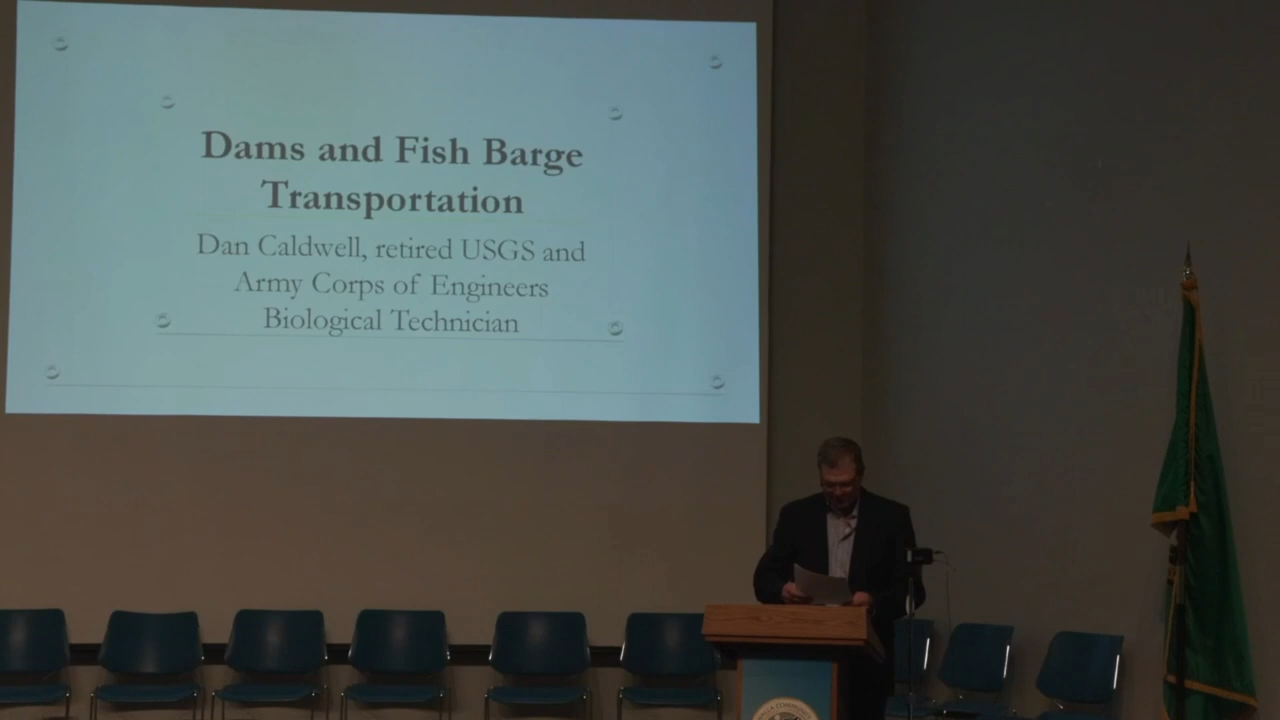 Dams and Fish Barge
Transportation
Dan Caldwell, retired USGS and
Army Corps of Engineers
Biological Technician